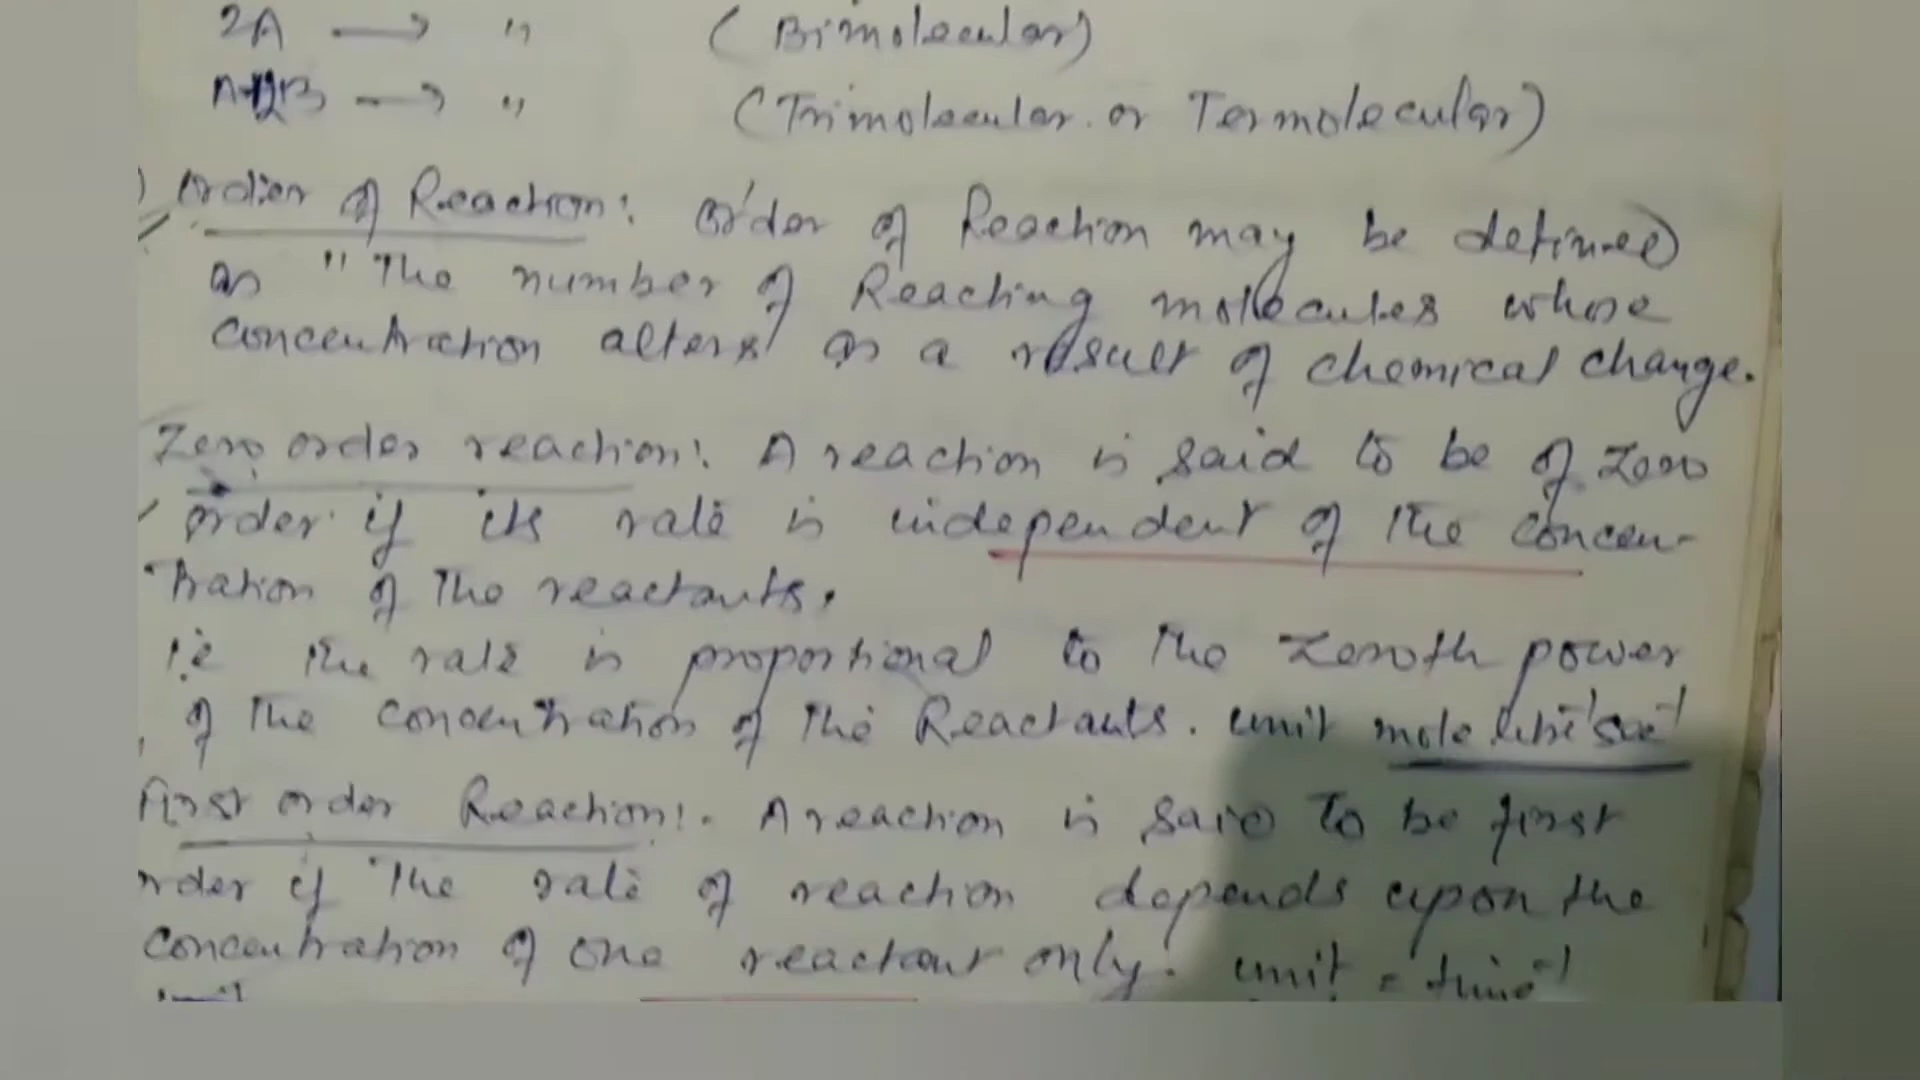 2A → " (Bimolecular)
A+2B → " (Trimolecular or Termolecular)
) Order of Reaction: Order of Reaction may be defined
as "The number of Reacting molecules whose
concentration alters as a result of chemical change.
Zero order reaction: A reaction is said to be of zero
order if its rate is independent of the concen-
tration of the reactants.
i.e the rate is proportional to the zeroth power
of the concentration of the Reactants. unit mole litre⁻¹ sec⁻¹
First order Reaction:. A reaction is said to be first
order if the rate of reaction depends upon the
concentration of one reactant only. unit = time⁻¹